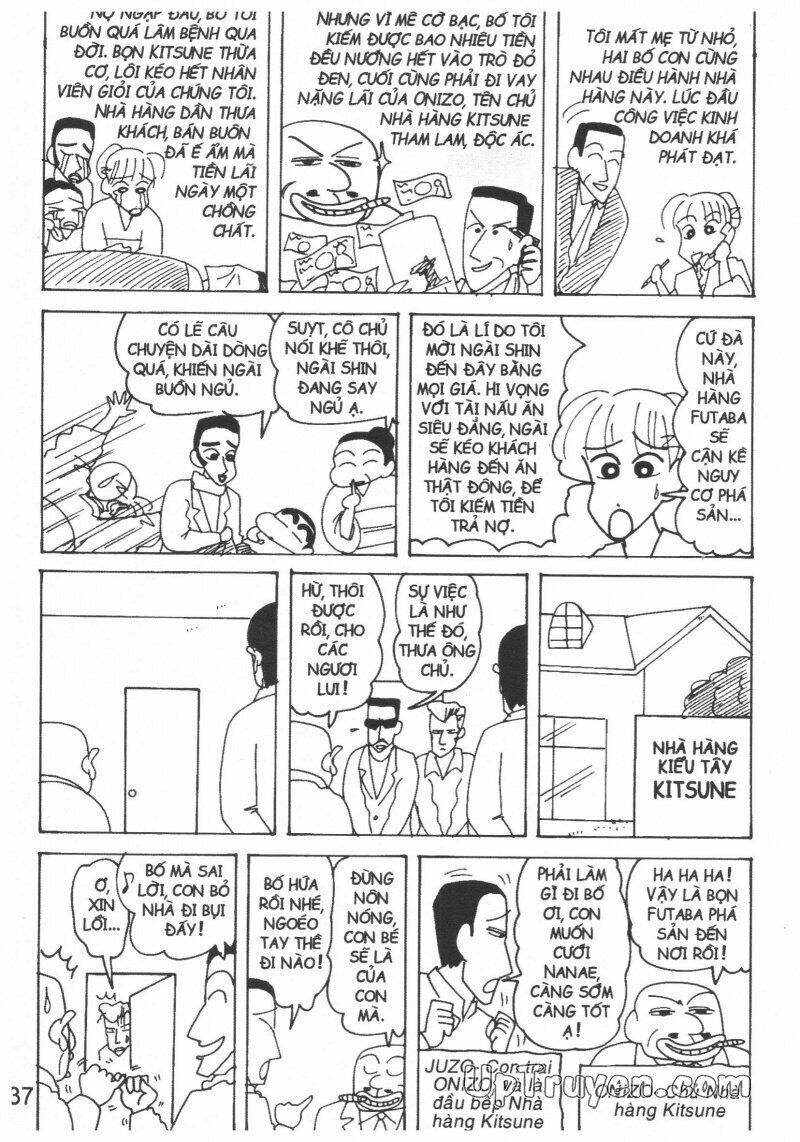 TÔI MẤT MẸ TỪ NHỎ,
HAI BỐ CON CÙNG
NHAU ĐIỀU HÀNH NHÀ
HÀNG NÀY. LÚC ĐẦU
CÔNG VIỆC KINH
DOANH KHÁ
PHÁT ĐẠT.
NHƯNG VÌ MÊ CỜ BẠC, BỐ TÔI
KIẾM ĐƯỢC BAO NHIÊU TIỀN
ĐỀU NƯỚNG HẾT VÀO TRÒ ĐỎ
ĐEN, CUỐI CÙNG PHẢI ĐI VAY
NẶNG LÃI CỦA ONIZO, TÊN CHỦ
NHÀ HÀNG KITSUNE
THAM LAM, ĐỘC ÁC.
NỢ NGẬP ĐẦU, BỐ TÔI
BUỒN QUÁ LÂM BỆNH QUA
ĐỜI. BỌN KITSUNE THỪA
CƠ, LÔI KÉO HẾT NHÂN
VIÊN GIỎI CỦA CHÚNG TÔI.
NHÀ HÀNG DẦN THƯA
KHÁCH, BÁN BUÔN
ĐÃ Ế ẨM MÀ
TIỀN LÃI
NGÀY MỘT
CHỒNG
CHẤT.
CỨ ĐÀ
NÀY,
NHÀ
HÀNG
FUTABA
SẼ
CẬN KỀ
NGUY
CƠ PHÁ
SẢN...
ĐÓ LÀ LÍ DO TÔI
MỜI NGÀI SHIN
ĐẾN ĐÂY BẰNG
MỌI GIÁ. HI VỌNG
VỚI TÀI NẤU ĂN
SIÊU ĐẲNG, NGÀI
SẼ KÉO KHÁCH
HÀNG ĐẾN ĂN
THẬT ĐÔNG, ĐỂ
TÔI KIẾM TIỀN
TRẢ NỢ.
SUỴT, CÔ CHỦ
NÓI KHẼ THÔI,
NGÀI SHIN
ĐANG SAY
NGỦ Ạ.
CÓ LẼ CÂU
CHUYỆN DÀI DÒNG
QUÁ, KHIẾN NGÀI
BUỒN NGỦ.
NHÀ HÀNG
KIỂU TÂY
KITSUNE
SỰ VIỆC
LÀ NHƯ
THẾ ĐÓ,
THƯA ÔNG
CHỦ.
HỪ, THÔI
ĐƯỢC
RỒI, CHO
CÁC
NGƯƠI
LUI!
HA HA HA!
VẬY LÀ BỌN
FUTABA PHÁ
SẢN ĐẾN
NƠI RỒI!
ONIZO. Chủ Nhà
hàng Kitsune
PHẢI LÀM
GÌ ĐI BỐ
ƠI, CON
MUỐN
CƯỚI
NANAE,
CÀNG SỚM
CÀNG TỐT
Ạ!
JUZO. Con trai
ONIZO và là
đầu bếp Nhà
hàng Kitsune
ĐỪNG
NÔN
NÓNG,
CON BÉ
SẼ LÀ
CỦA
CON
MÀ.
BỐ HỨA
RỒI NHÉ,
NGOÉO
TAY THỀ
ĐI NÀO!
BỐ MÀ SAI
LỜI, CON BỎ
NHÀ ĐI BỤI
ĐẤY!
Ơ,
XIN
LỖI...
UpTruyen.com
37